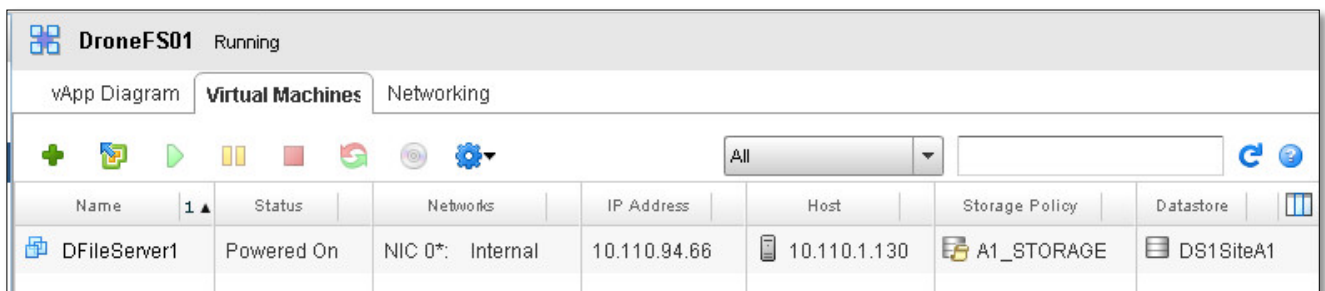 DroneFS01 Running
vApp Diagram Virtual Machines Networking
All
Name 1 Status Networks IP Address Host Storage Policy Datastore
DFileServer1 Powered On NIC 0*: Internal 10.110.94.66 10.110.1.130 A1_STORAGE DS1SiteA1